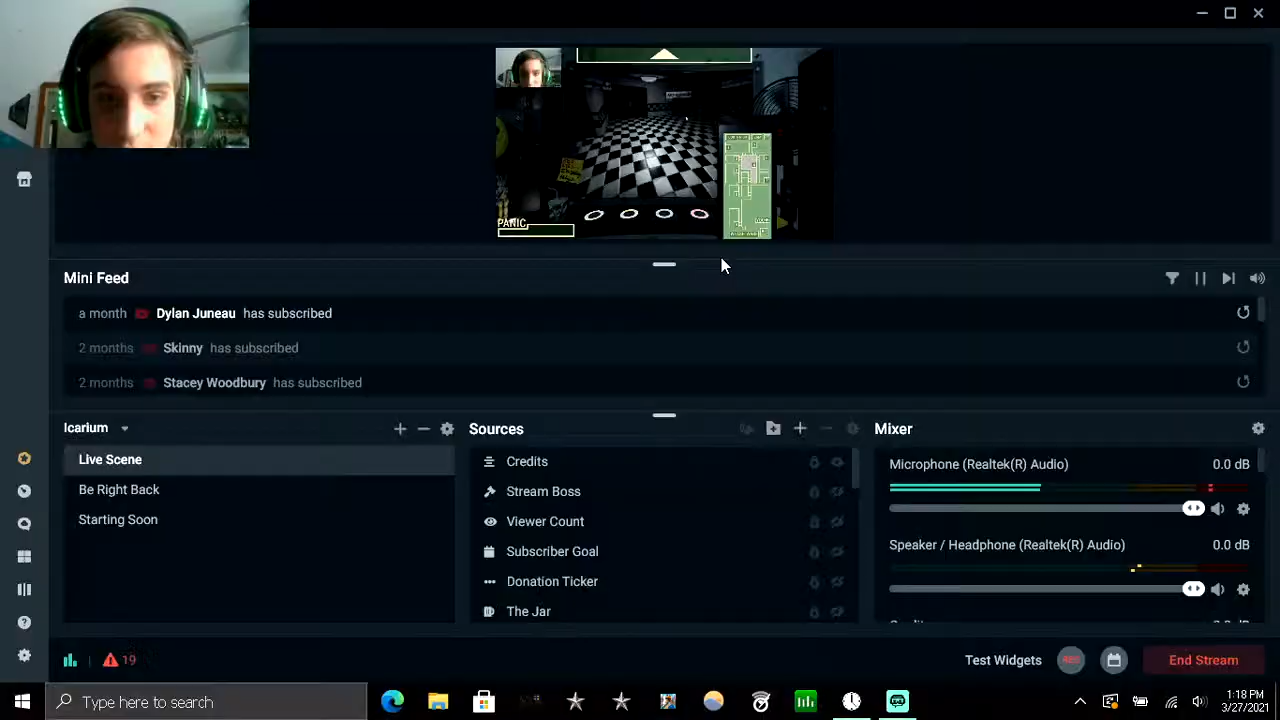 PANIC
Mini Feed
a month Dylan Juneau has subscribed
2 months Skinny has subscribed
2 months Stacey Woodbury has subscribed
Icarium
Sources
Mixer
Live Scene
Be Right Back
Starting Soon
Credits
Stream Boss
Viewer Count
Subscriber Goal
Donation Ticker
The Jar
Microphone (Realtek(R) Audio) 0.0 dB
Speaker / Headphone (Realtek(R) Audio) 0.0 dB
19
Test Widgets
REC
End Stream
Type here to search
1:18 PM
3/27/2021